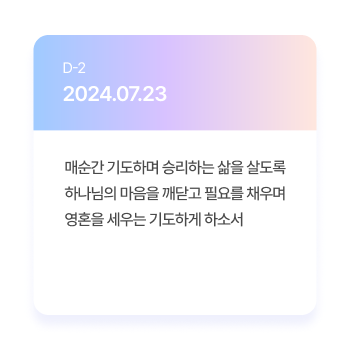 D-2
2024.07.23
매순간 기도하며 승리하는 삶을 살도록
하나님의 마음을 깨닫고 필요를 채우며
영혼을 세우는 기도하게 하소서